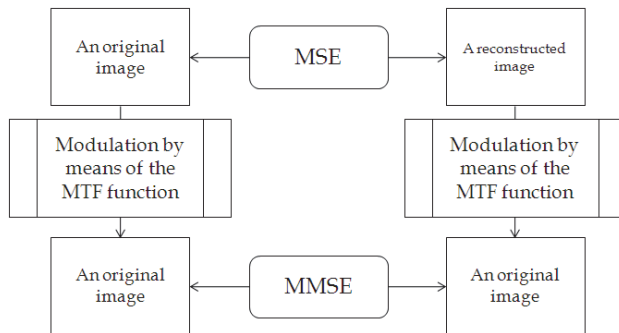 An original
image
MSE
A reconstructed
image
Modulation by
means of the
MTF function
Modulation by
means of the
MTF function
An original
image
MMSE
An original
image